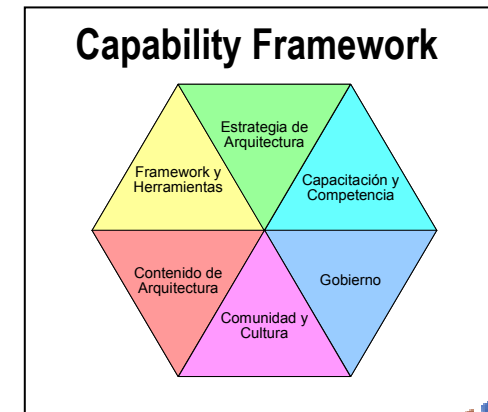 Capability Framework
Estrategia de
Arquitectura
Framework y
Herramientas
Capacitación y
Competencia
Contenido de
Arquitectura
Gobierno
Comunidad y
Cultura